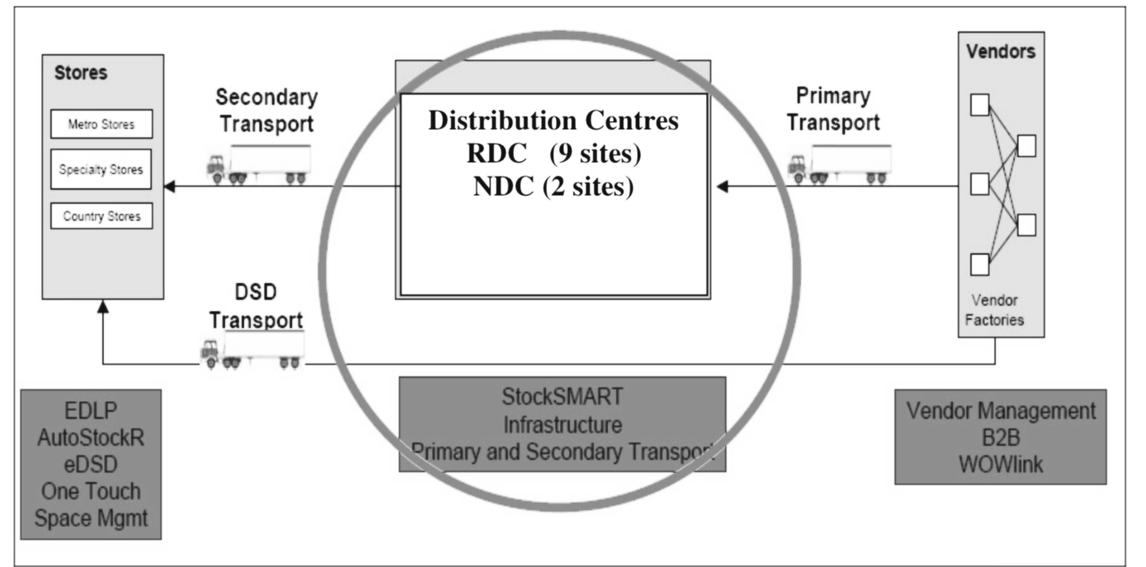 Stores
Metro Stores
Specialty Stores
Country Stores
Secondary
Transport
Distribution Centres
RDC (9 sites)
NDC (2 sites)
Primary
Transport
Vendors
Vendor
Factories
DSD
Transport
EDLP
AutoStockR
eDSD
One Touch
Space Mgmt
StockSMART
Infrastructure
Primary and Secondary Transport
Vendor Management
B2B
WOWlink